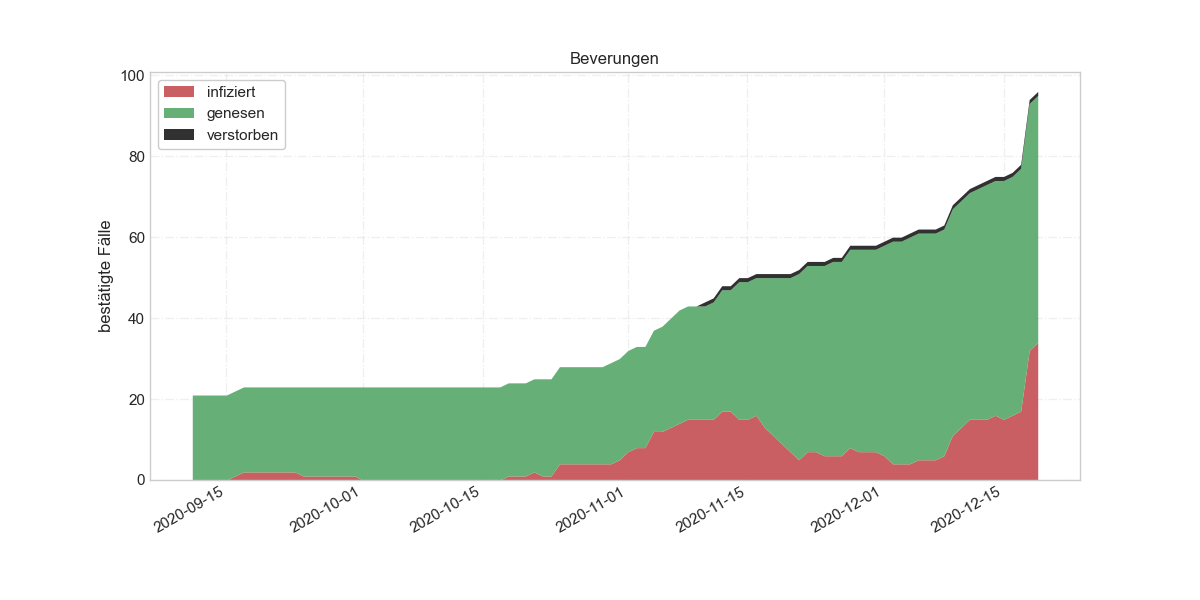 Beverungen
infiziert
genesen
verstorben
bestätigte Fälle
100
80
60
40
20
0
2020-09-15
2020-10-01
2020-10-15
2020-11-01
2020-11-15
2020-12-01
2020-12-15